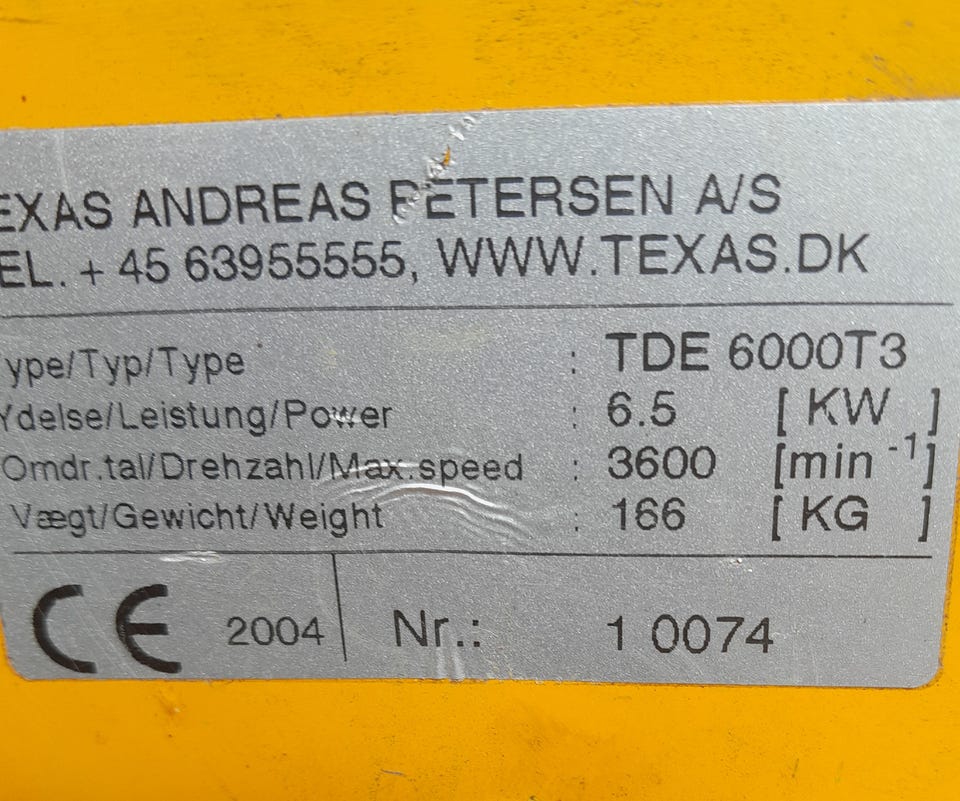 EXAS ANDREAS PETERSEN A/S
EL. + 45 63955555, WWW.TEXAS.DK
ype/Typ/Type : TDE 6000T3
Ydelse/Leistung/Power : 6.5 [ KW ]
Omdr.tal/Drehzahl/Max.speed : 3600 [min⁻¹]
Vægt/Gewicht/Weight : 166 [ KG ]
CE 2004 Nr.: 1 0074